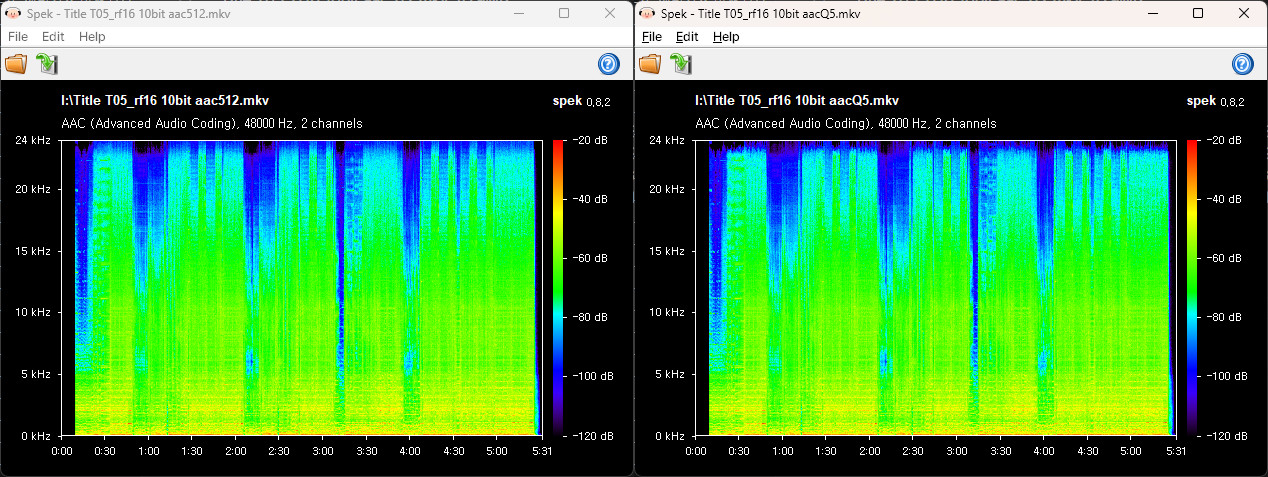 Spek - Title T05_rf16 10bit aac512.mkv
File Edit Help
I:\Title T05_rf16 10bit aac512.mkv
spek 0,8,2
AAC (Advanced Audio Coding), 48000 Hz, 2 channels
24 kHz
20 kHz
15 kHz
10 kHz
5 kHz
0 kHz
0:00 0:30 1:00 1:30 2:00 2:30 3:00 3:30 4:00 4:30 5:00 5:31
-20 dB
-40 dB
-60 dB
-80 dB
-100 dB
-120 dB
Spek - Title T05_rf16 10bit aacQ5.mkv
File Edit Help
I:\Title T05_rf16 10bit aacQ5.mkv
spek 0,8,2
AAC (Advanced Audio Coding), 48000 Hz, 2 channels
24 kHz
20 kHz
15 kHz
10 kHz
5 kHz
0 kHz
0:00 0:30 1:00 1:30 2:00 2:30 3:00 3:30 4:00 4:30 5:00 5:31
-20 dB
-40 dB
-60 dB
-80 dB
-100 dB
-120 dB